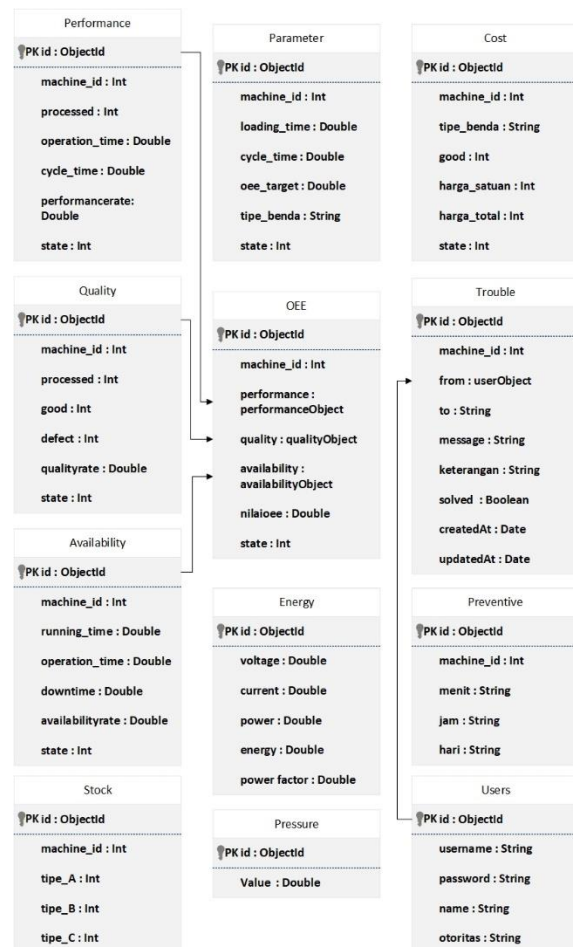 Performance
PK id : ObjectId
machine_id : Int
processed : Int
operation_time : Double
cycle_time : Double
performancerate:
Double
state : Int
Parameter
PK id : ObjectId
machine_id : Int
loading_time : Double
cycle_time : Double
oee_target : Double
tipe_benda : String
state : Int
Cost
PK id : ObjectId
machine_id : Int
tipe_benda : String
good : Int
harga_satuan : Int
harga_total : Int
state : Int
Quality
PK id : ObjectId
machine_id : Int
processed : Int
good : Int
defect : Int
qualityrate : Double
state : Int
OEE
PK id : ObjectId
machine_id : Int
performance :
performanceObject
quality : qualityObject
availability :
availabilityObject
nilaioee : Double
state : Int
Trouble
PK id : ObjectId
machine_id : Int
from : userObject
to : String
message : String
keterangan : String
solved : Boolean
createdAt : Date
updatedAt : Date
Availability
PK id : ObjectId
machine_id : Int
running_time : Double
operation_time : Double
downtime : Double
availabilityrate : Double
state : Int
Energy
PK id : ObjectId
voltage : Double
current : Double
power : Double
energy : Double
power factor : Double
Preventive
PK id : ObjectId
machine_id : Int
menit : String
jam : String
hari : String
Stock
PK id : ObjectId
machine_id : Int
tipe_A : Int
tipe_B : Int
tipe_C : Int
Pressure
PK id : ObjectId
Value : Double
Users
PK id : ObjectId
username : String
password : String
name : String
otoritas : String